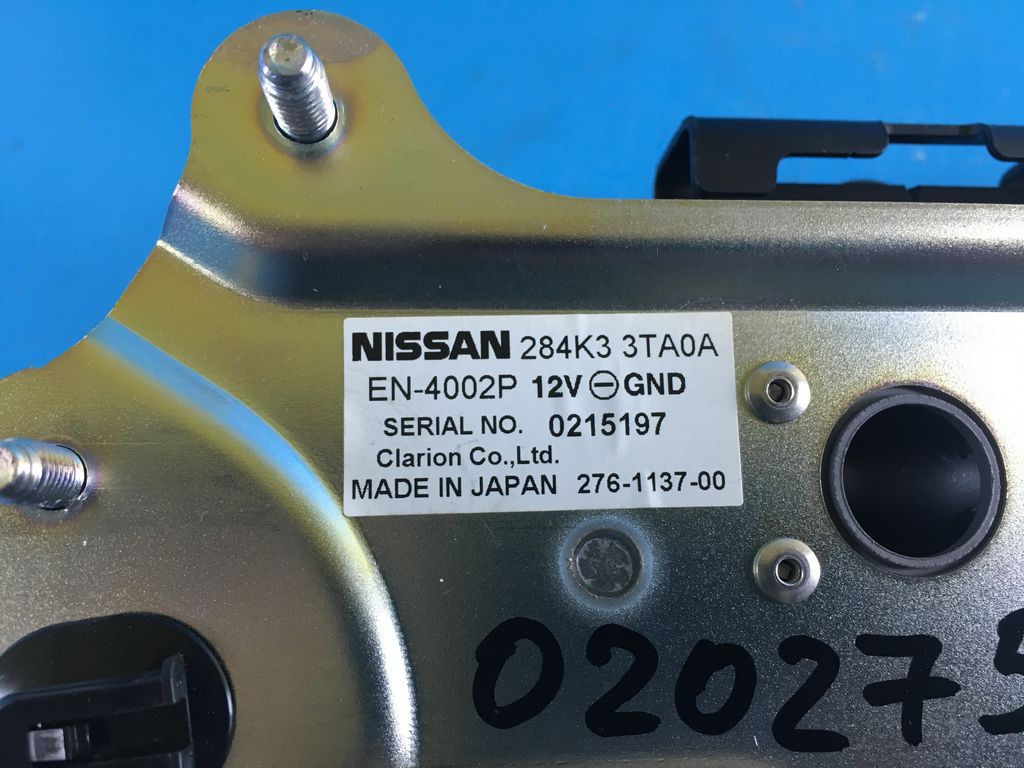 NISSAN 284K3 3TA0A
EN-4002P 12V ⊖ GND
SERIAL NO. 0215197
Clarion Co.,Ltd.
MADE IN JAPAN 276-1137-00
020275